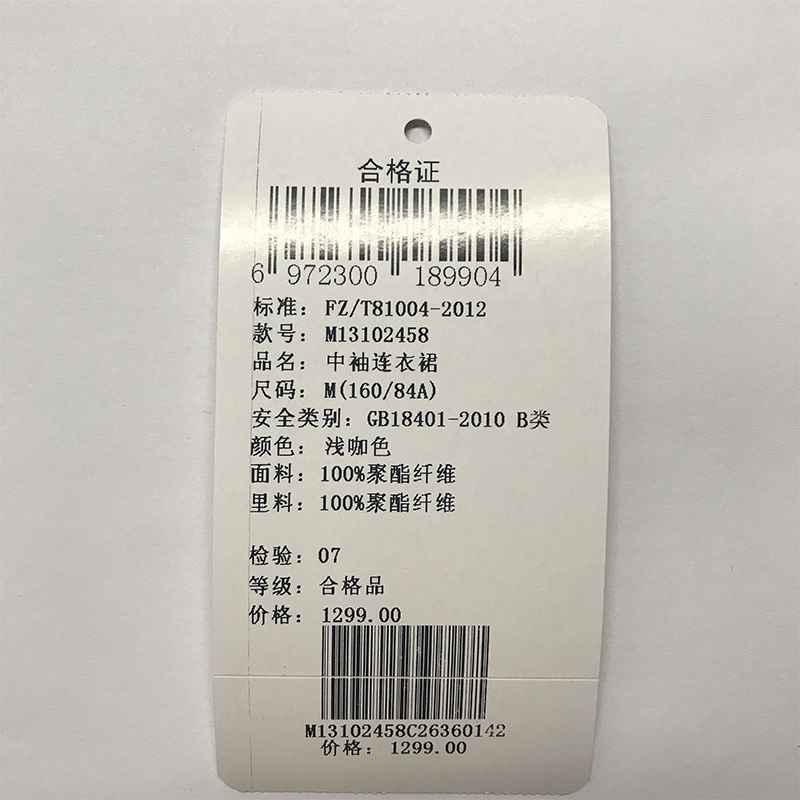 合格证
6 972300 189904
标准: FZ/T81004-2012
款号: M13102458
品名: 中袖连衣裙
尺码: M(160/84A)
安全类别: GB18401-2010 B类
颜色: 浅咖色
面料: 100%聚酯纤维
里料: 100%聚酯纤维
检验: 07
等级: 合格品
价格: 1299.00
M13102458C26360142
价格: 1299.00